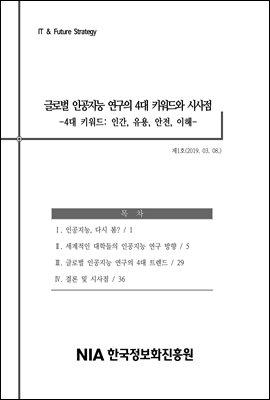 IT & Future Strategy
글로벌 인공지능 연구의 4대 키워드와 시사점
-4대 키워드: 인간, 유용, 안전, 이해-
제1호(2019. 03. 08.)
목 차
Ⅰ. 인공지능, 다시 봄? / 1
Ⅱ. 세계적인 대학들의 인공지능 연구 방향 / 5
Ⅲ. 글로벌 인공지능 연구의 4대 트렌드 / 29
Ⅳ. 결론 및 시사점 / 36
NIA 한국정보화진흥원